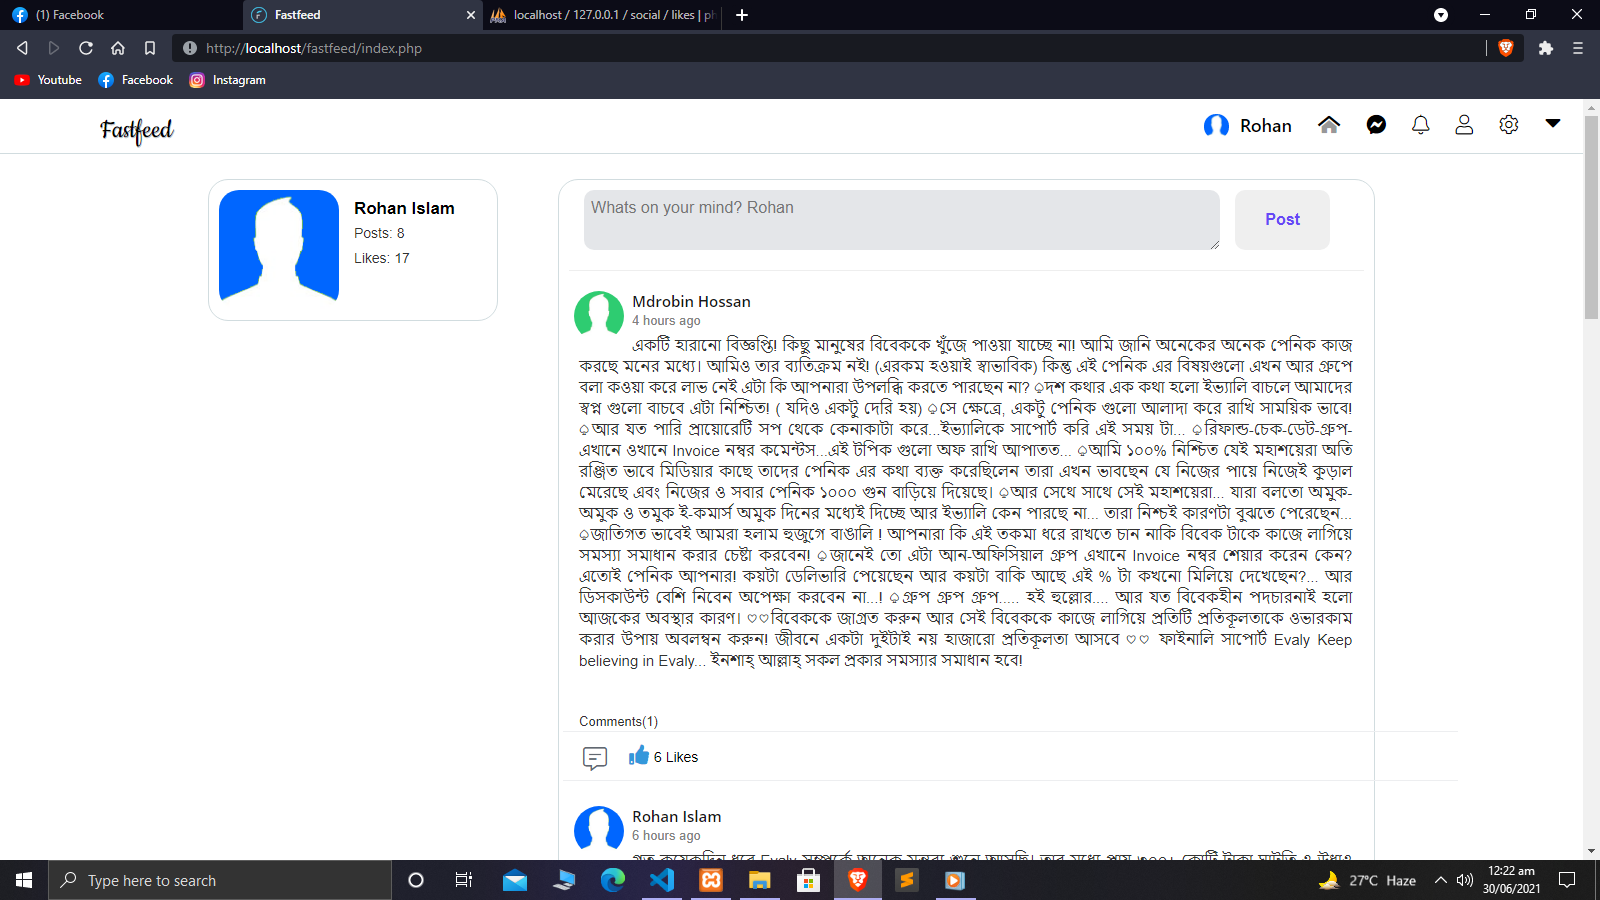 (1) Facebook
Fastfeed
localhost / 127.0.0.1 / social / likes |
http://localhost/fastfeed/index.php
Youtube
Facebook
Instagram
Fastfeed
Rohan
Rohan Islam
Posts: 8
Likes: 17
Whats on your mind? Rohan
Post
Mdrobin Hossan
4 hours ago
একটি হারানো বিজ্ঞপ্তি! কিছু মানুষের বিবেককে খুঁজে পাওয়া যাচ্ছে না! আমি জানি অনেকের অনেক পেনিক কাজ
করছে মনের মধ্যে। আমিও তার ব্যতিক্রম নই! (এরকম হওয়াই স্বাভাবিক) কিন্তু এই পেনিক এর বিষয়গুলো এখন আর গ্রুপে
বলা কওয়া করে লাভ নেই এটা কি আপনারা উপলব্ধি করতে পারছেন না? ♤দশ কথার এক কথা হলো ইভ্যালি বাচলে আমাদের
স্বপ্ন গুলো বাচবে এটা নিশ্চিত! ( যদিও একটু দেরি হয়) ♤সে ক্ষেত্রে, একটু পেনিক গুলো আলাদা করে রাখি সাময়িক ভাবে!
♤আর যত পারি প্রায়োরেটি সপ থেকে কেনাকাটা করে...ইভ্যালিকে সাপোর্ট করি এই সময় টা... ♤রিফান্ড-চেক-ডেট-গ্রুপ-
এখানে ওখানে Invoice নম্বর কমেন্টস...এই টপিক গুলো অফ রাখি আপাতত... ♤আমি ১০০% নিশ্চিত যেই মহাশয়েরা অতি
রঞ্জিত ভাবে মিডিয়ার কাছে তাদের পেনিক এর কথা ব্যক্ত করেছিলেন তারা এখন ভাবছেন যে নিজের পায়ে নিজেই কুড়াল
মেরেছে এবং নিজের ও সবার পেনিক ১০০০ গুন বাড়িয়ে দিয়েছে। ♤আর সেথে সাথে সেই মহাশয়েরা... যারা বলতো অমুক-
অমুক ও তমুক ই-কমার্স অমুক দিনের মধ্যেই দিচ্ছে আর ইভ্যালি কেন পারছে না... তারা নিশ্চই কারণটা বুঝতে পেরেছেন...
♤জাতিগত ভাবেই আমরা হলাম হুজুগে বাঙালি ! আপনারা কি এই তকমা ধরে রাখতে চান নাকি বিবেক টাকে কাজে লাগিয়ে
সমস্যা সমাধান করার চেষ্টা করবেন! ♤জানেই তো এটা আন-অফিসিয়াল গ্রুপ এখানে Invoice নম্বর শেয়ার করেন কেন?
এতোই পেনিক আপনার! কয়টা ডেলিভারি পেয়েছেন আর কয়টা বাকি আছে এই % টা কখনো মিলিয়ে দেখেছেন?... আর
ডিসকাউন্ট বেশি নিবেন অপেক্ষা করবেন না...! ♤গ্রুপ গ্রুপ গ্রুপ..... হই হুল্লোর.... আর যত বিবেকহীন পদচারনাই হলো
আজকের অবস্থার কারণ। ♡♡বিবেককে জাগ্রত করুন আর সেই বিবেককে কাজে লাগিয়ে প্রতিটি প্রতিকূলতাকে ওভারকাম
করার উপায় অবলম্বন করুন! জীবনে একটা দুইটাই নয় হাজারো প্রতিকূলতা আসবে ♡♡ ফাইনালি সাপোর্ট Evaly Keep
believing in Evaly... ইনশাহ্ আল্লাহ্ সকল প্রকার সমস্যার সমাধান হবে!
Comments(1)
6 Likes
Rohan Islam
6 hours ago
Type here to search
27°C Haze
12:22 am
30/06/2021